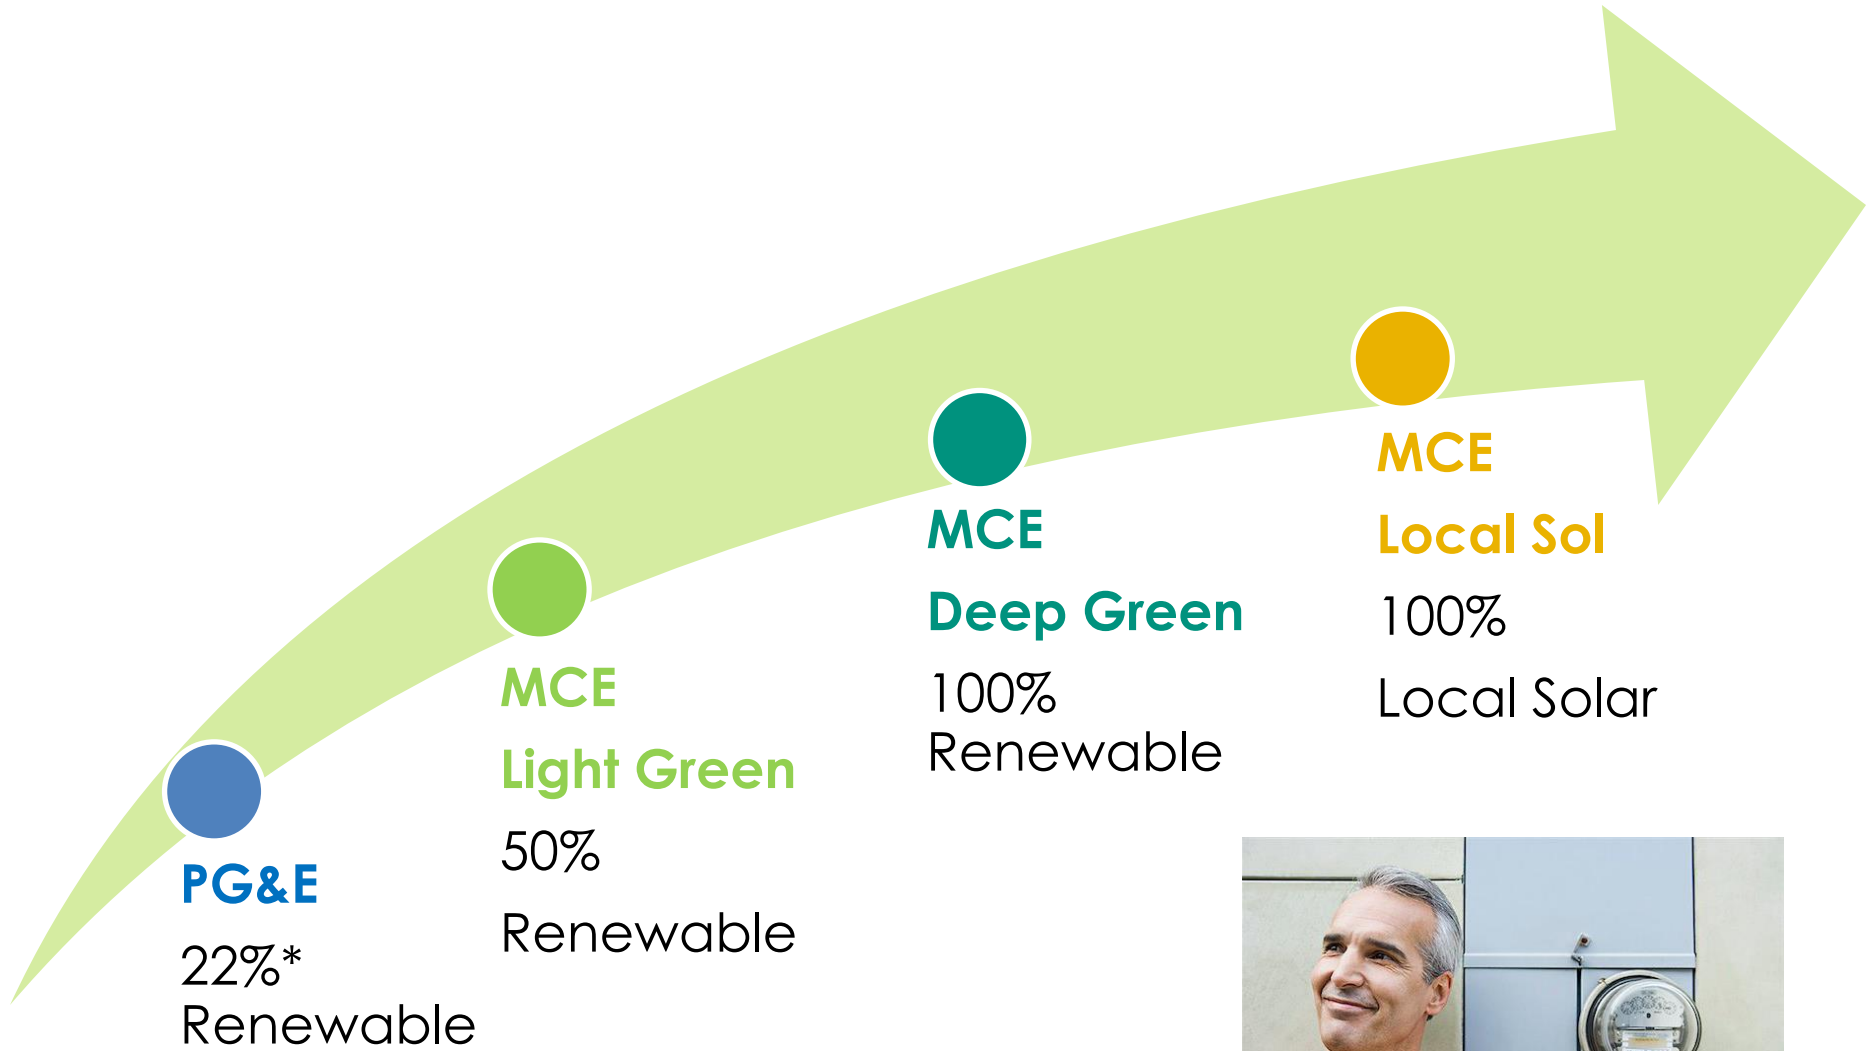 PG&E
22%*
Renewable
MCE
Light Green
50%
Renewable
MCE
Deep Green
100%
Renewable
MCE
Local Sol
100%
Local Solar